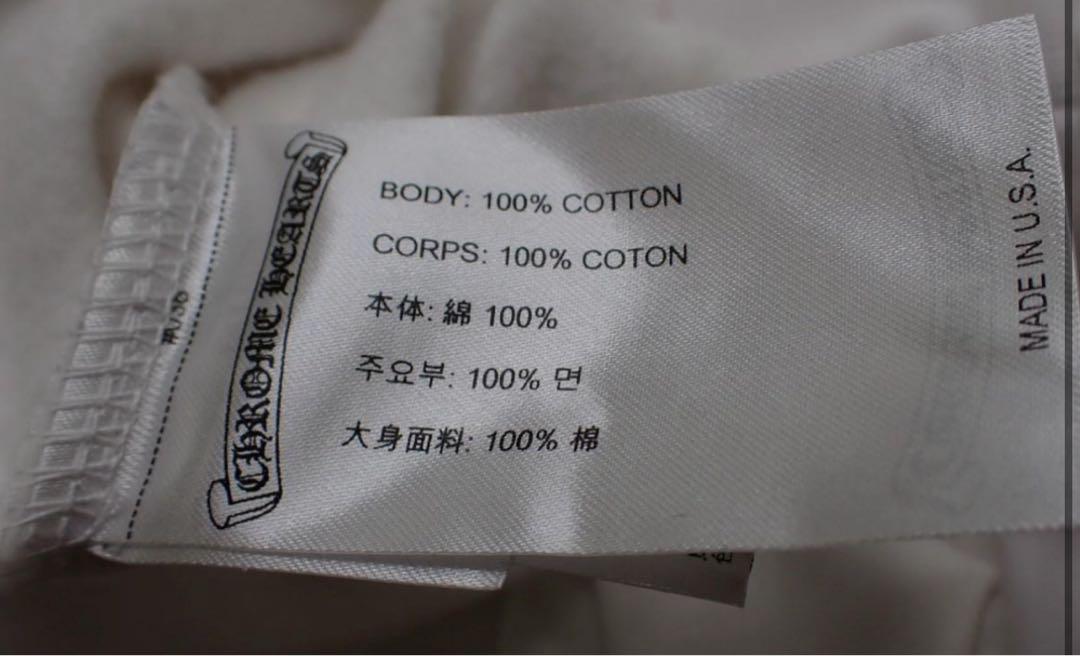 CHROME HEARTS
BODY: 100% COTTON
CORPS: 100% COTON
本体: 綿 100%
주요부: 100% 면
大身面料: 100% 棉
MADE IN U.S.A.